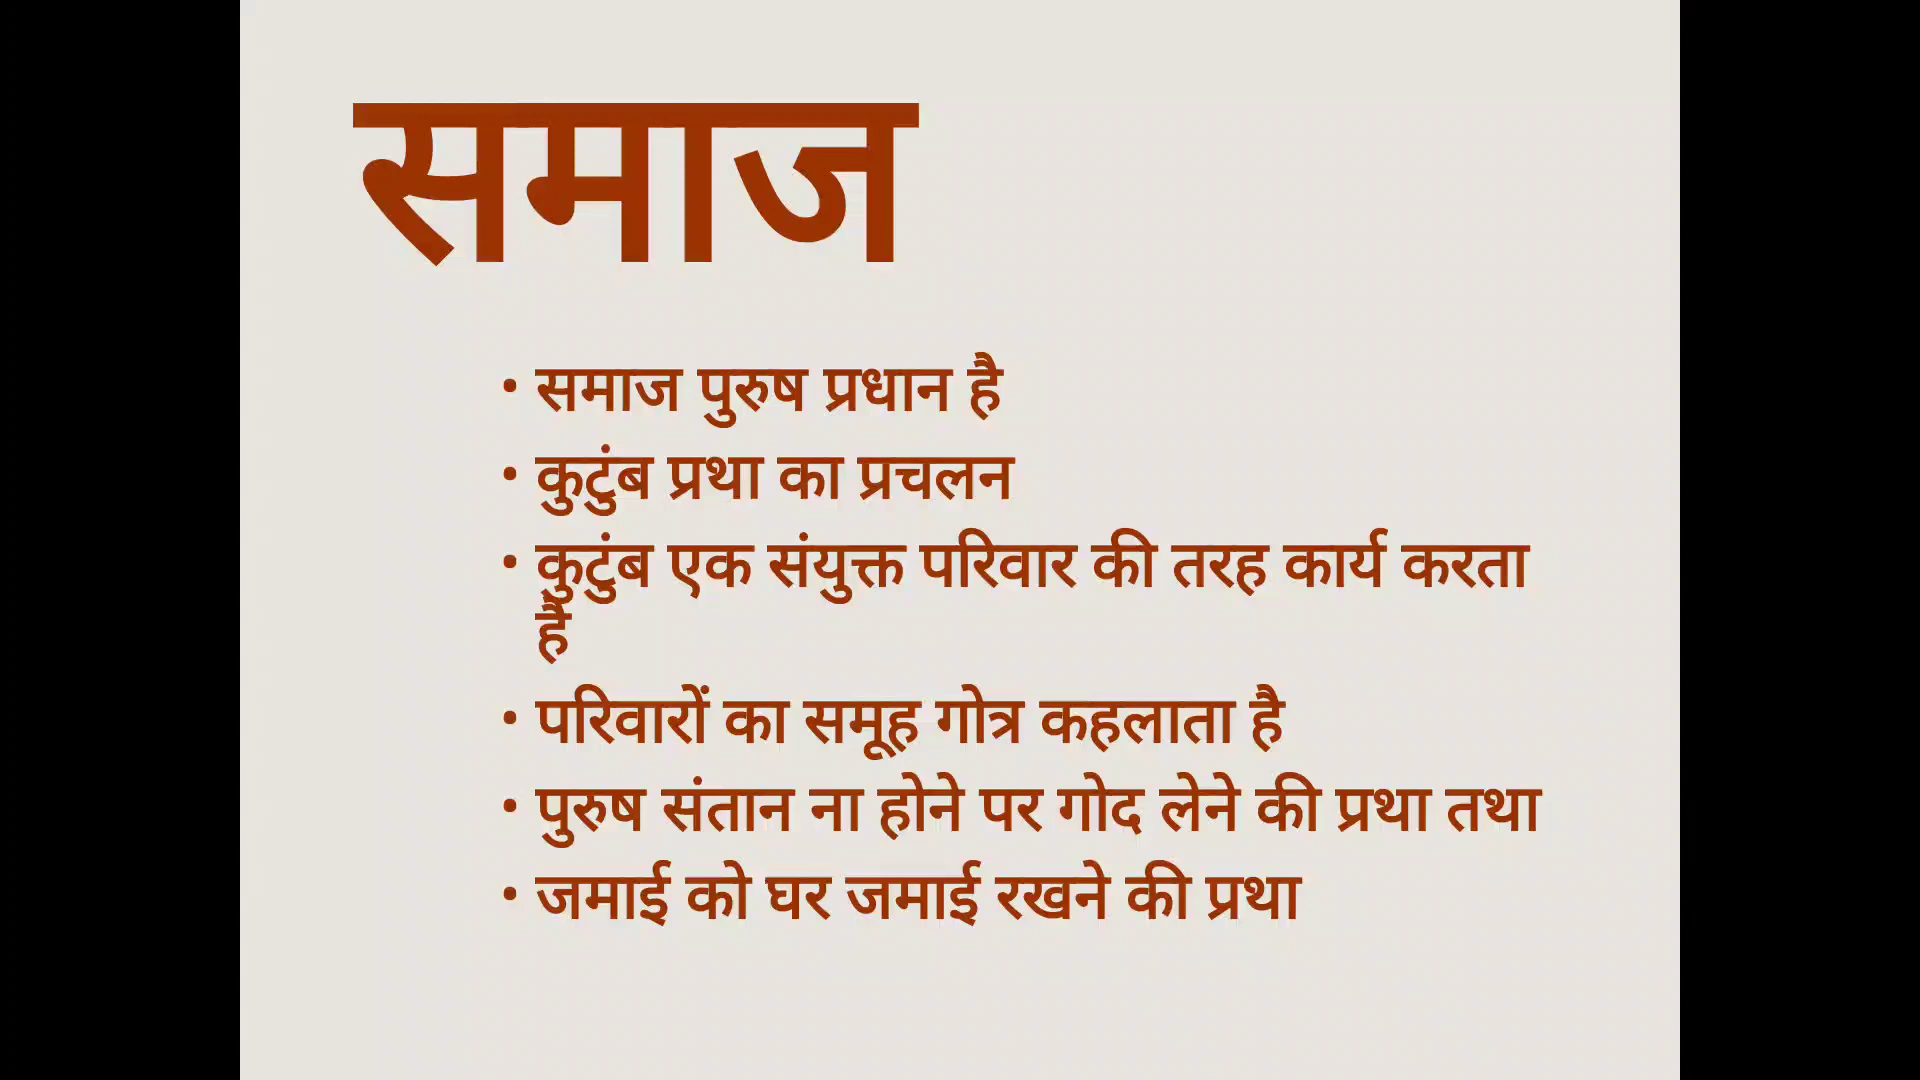 समाज
• समाज पुरुष प्रधान है
• कुटुंब प्रथा का प्रचलन
• कुटुंब एक संयुक्त परिवार की तरह कार्य करता
है
• परिवारों का समूह गोत्र कहलाता है
• पुरुष संतान ना होने पर गोद लेने की प्रथा तथा
• जमाई को घर जमाई रखने की प्रथा